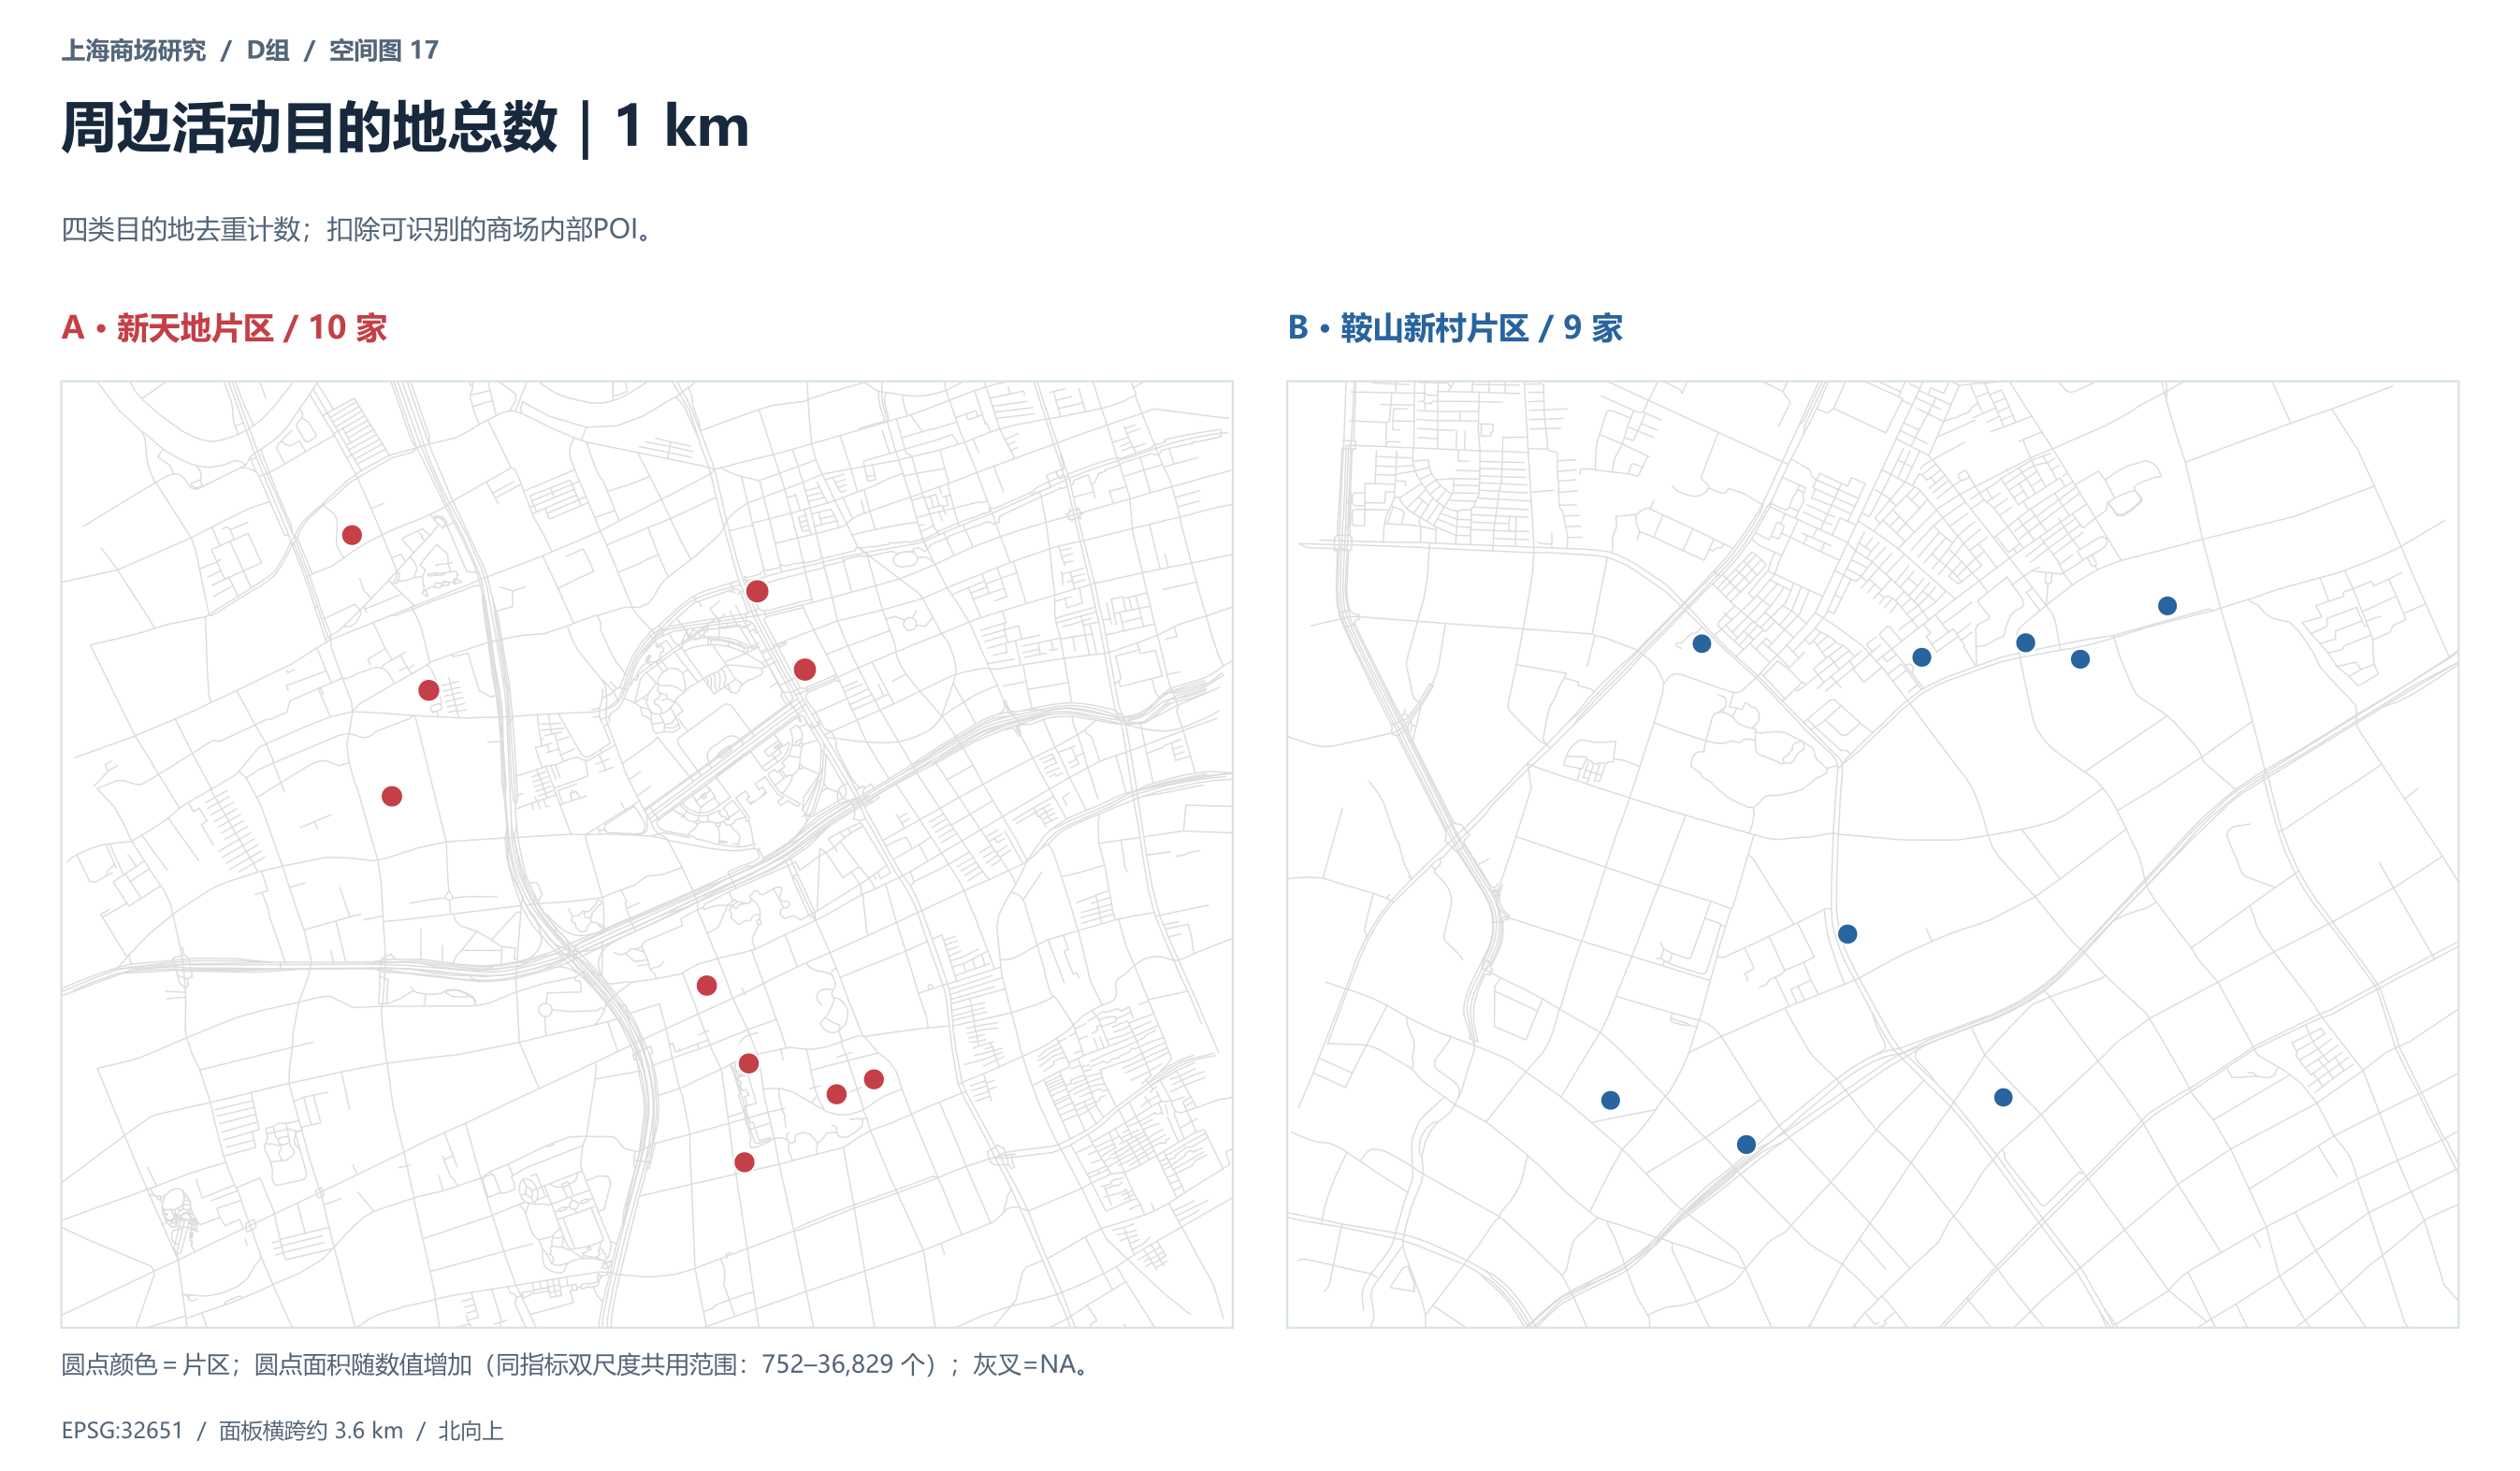 上海商场研究 / D组 / 空间图 17
周边活动目的地总数 | 1 km
四类目的地去重计数；扣除可识别的商场内部POI。
A · 新天地片区 / 10 家
B · 鞍山新村片区 / 9 家
圆点颜色 = 片区；圆点面积随数值增加（同指标双尺度共用范围：752–36,829 个）；灰叉=NA。
EPSG:32651 / 面板横跨约 3.6 km / 北向上